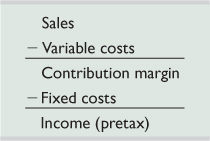 Sales
− Variable costs
Contribution margin
− Fixed costs
Income (pretax)